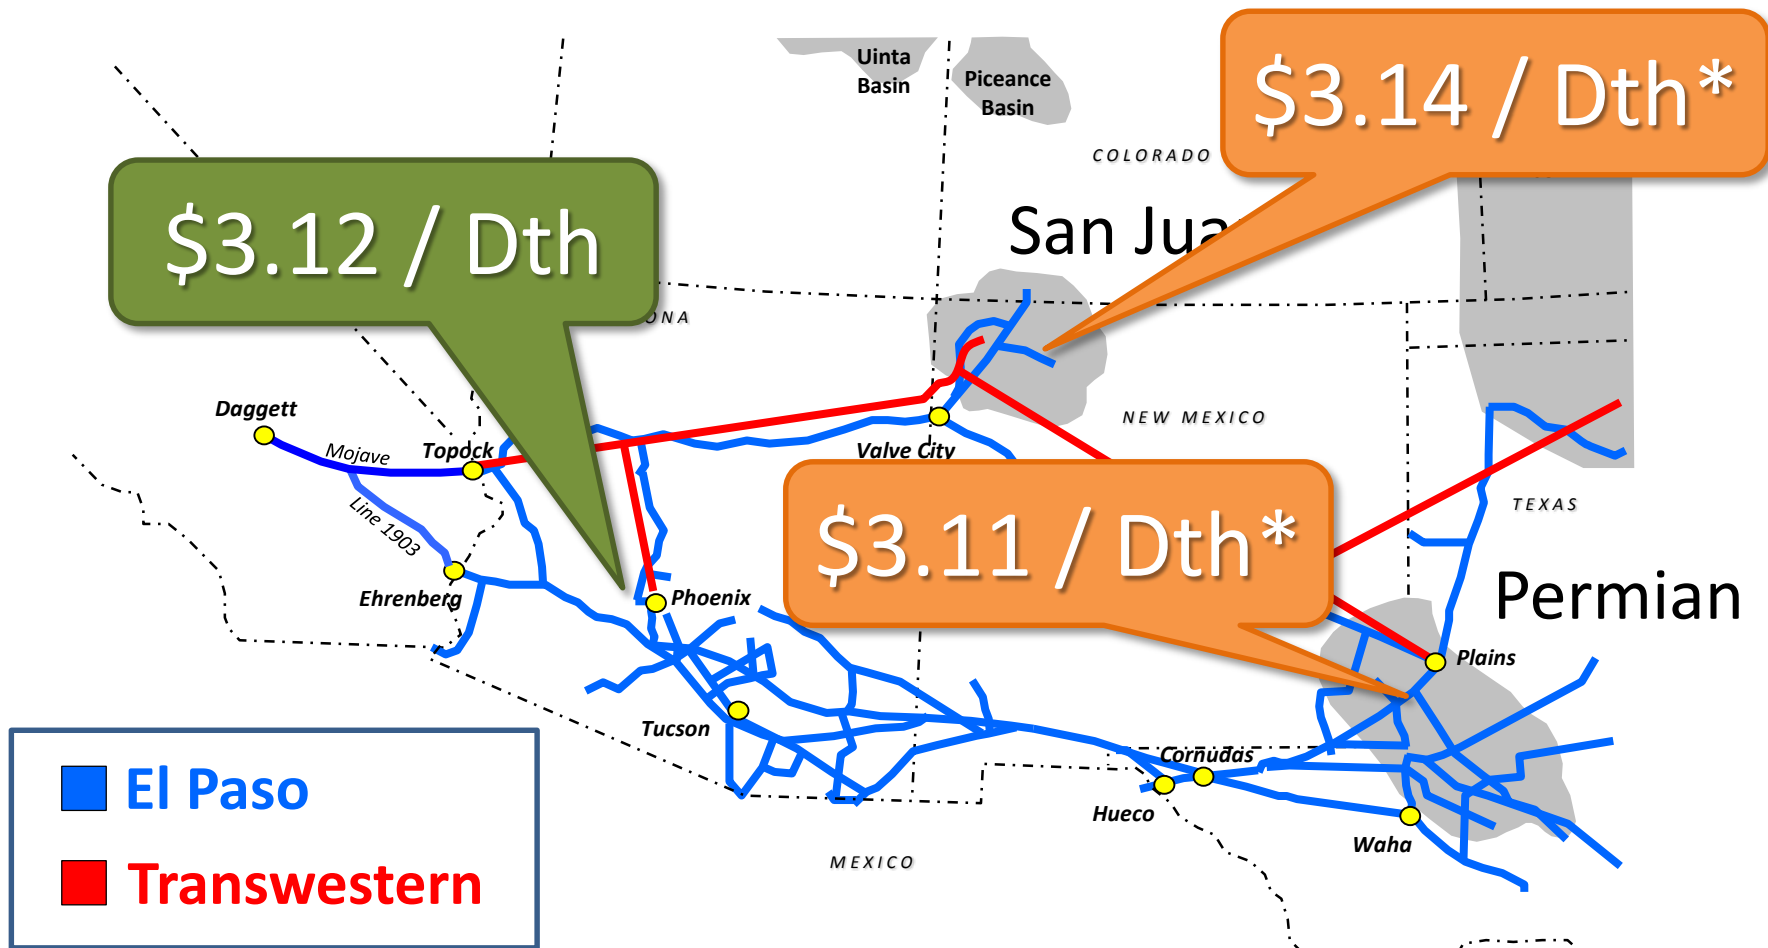 Uinta
Basin
Piceance
Basin
$3.14 / Dth*
COLORADO
$3.12 / Dth
San Jua
ONA
Daggett
Mojave
Topock
NEW MEXICO
Valve City
Line 1903
$3.11 / Dth*
TEXAS
Permian
Ehrenberg
Phoenix
Plains
Tucson
Cornudas
Hueco
Waha
MEXICO
El Paso
Transwestern